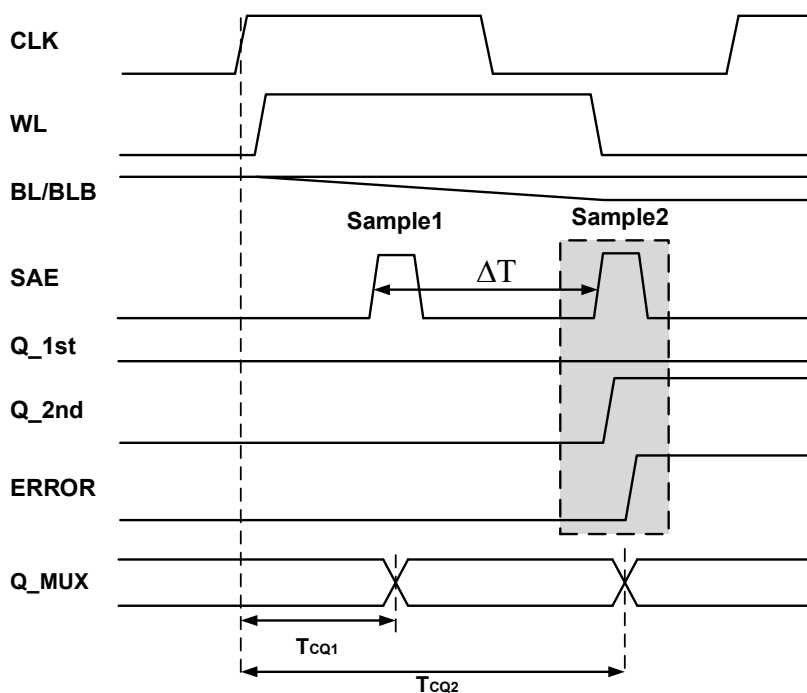 CLK
WL
BL/BLB
Sample1
Sample2
SAE
ΔT
Q_1st
Q_2nd
ERROR
Q_MUX
TCQ1
TCQ2